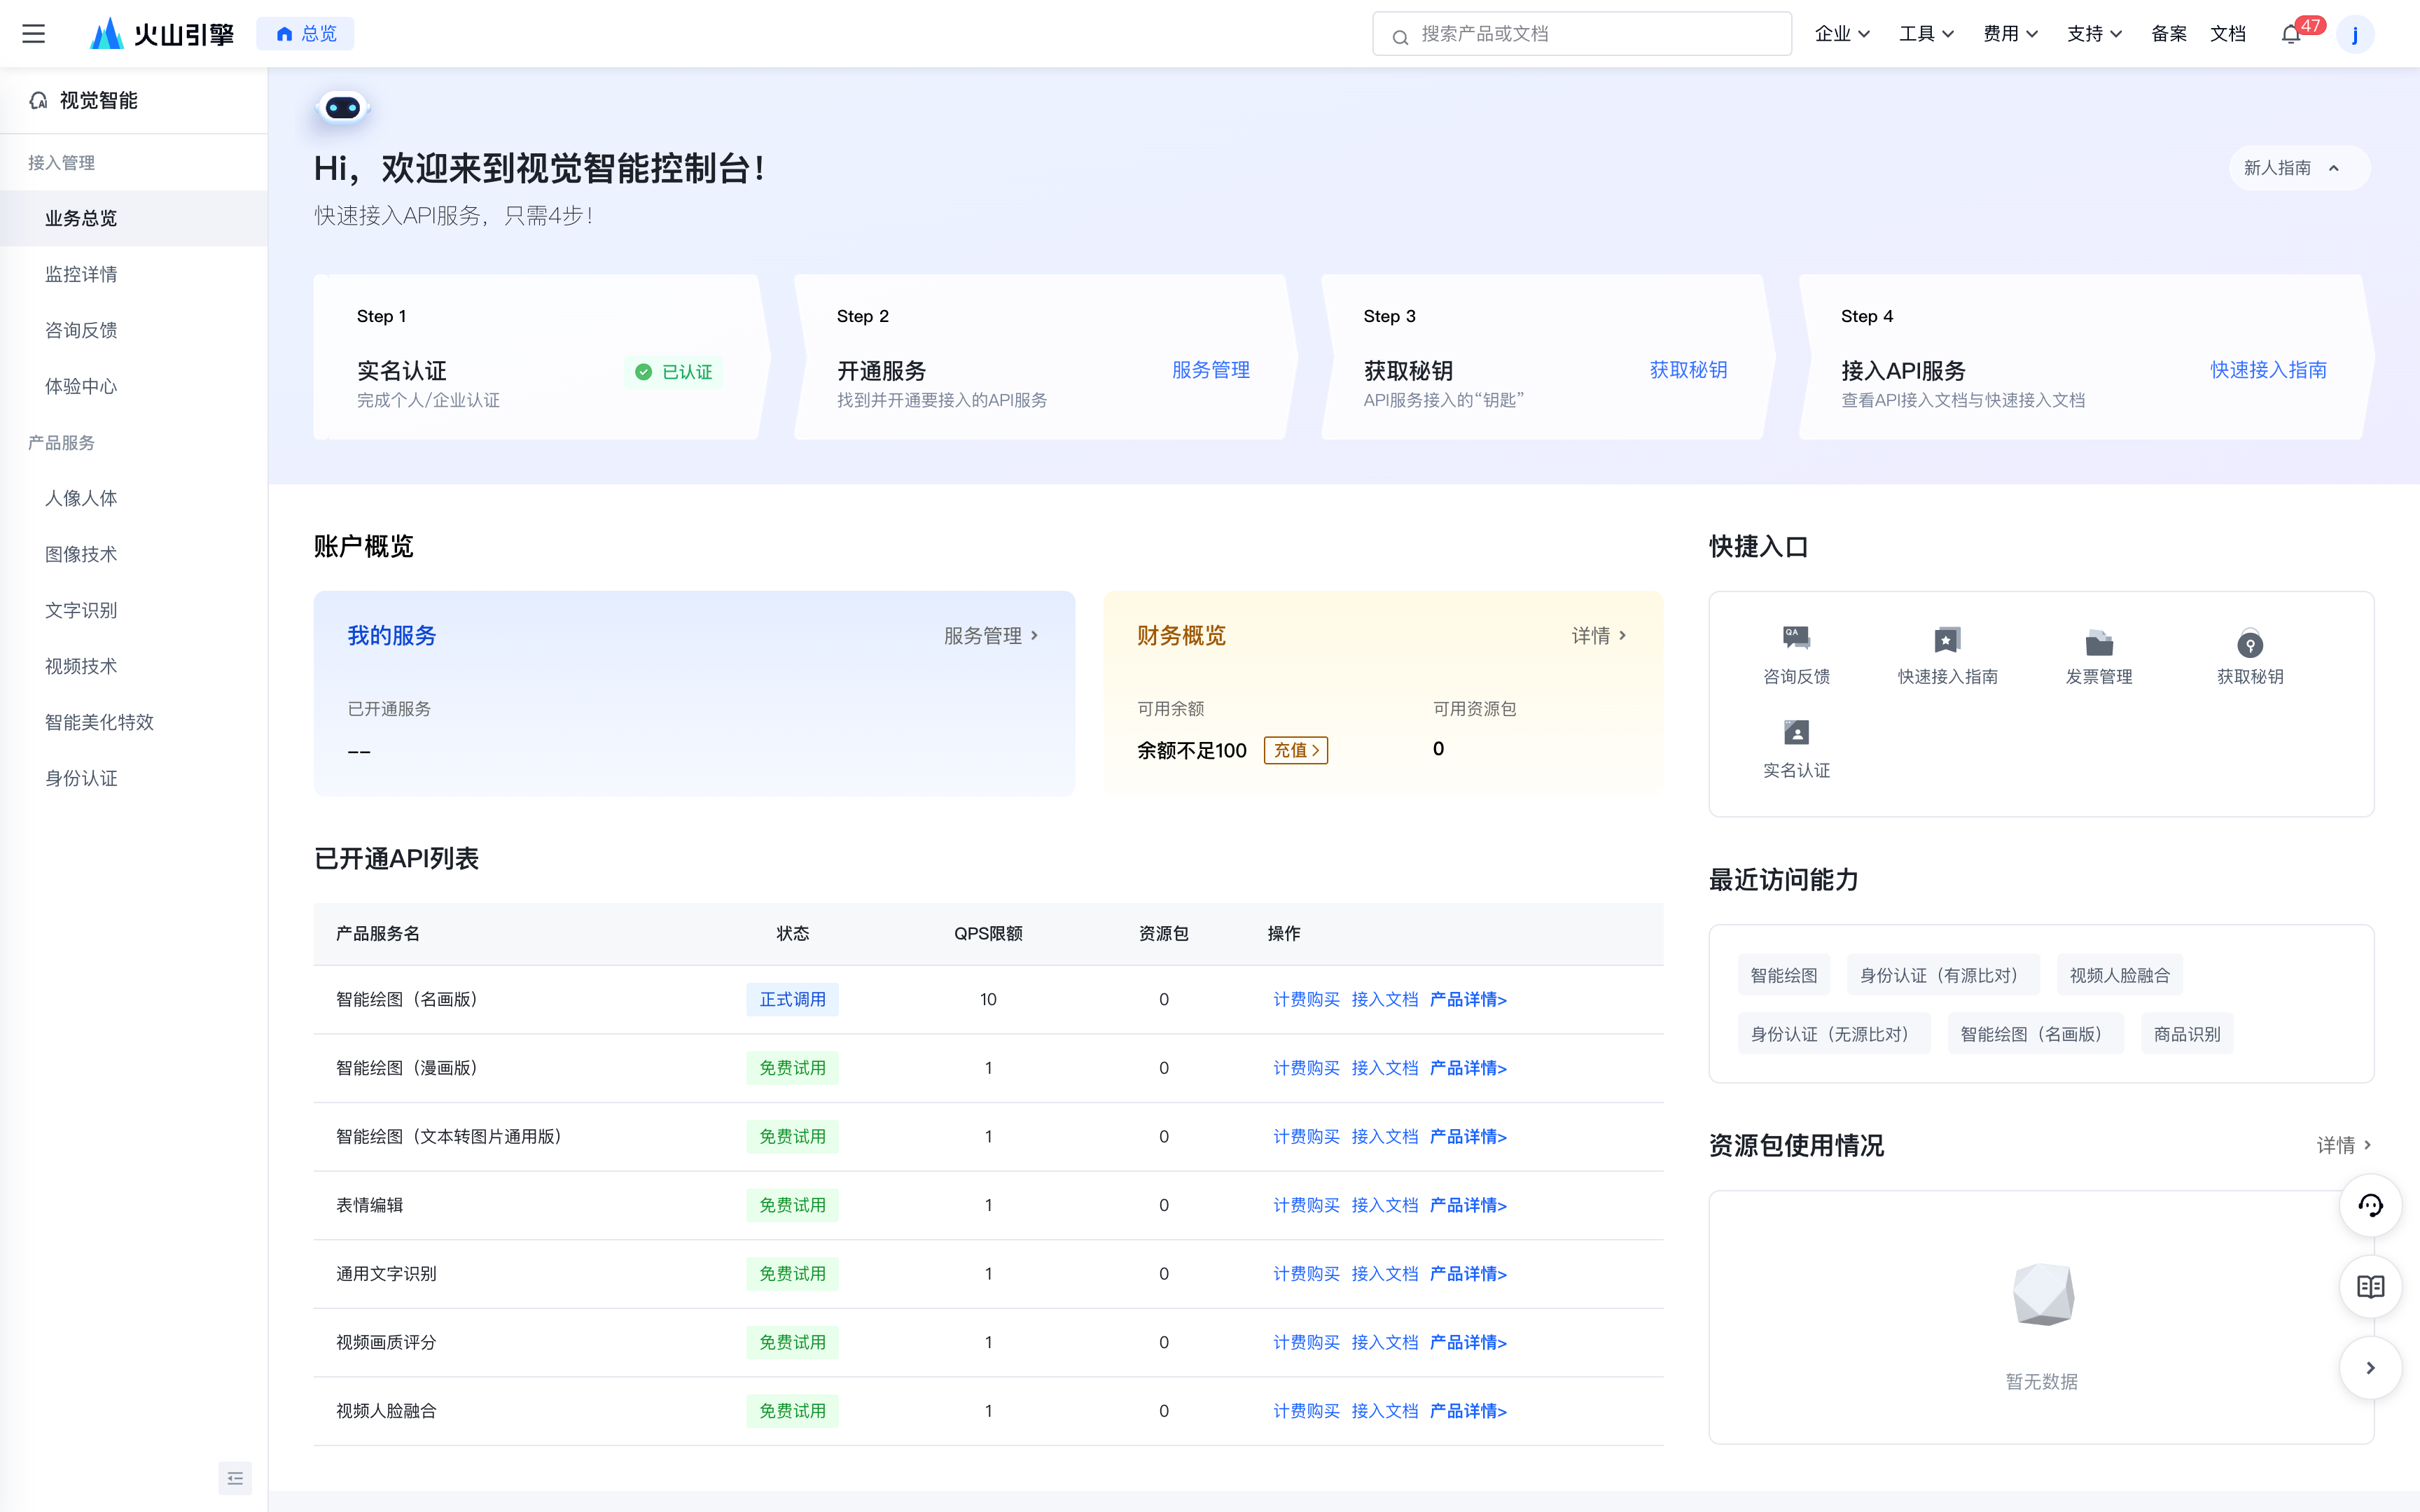 火山引擎
总览
搜索产品或文档
企业
工具
费用
支持
备案
文档
47
j
视觉智能
接入管理
业务总览
监控详情
咨询反馈
体验中心
产品服务
人像人体
图像技术
文字识别
视频技术
智能美化特效
身份认证
Hi，欢迎来到视觉智能控制台！
快速接入API服务，只需4步！
新人指南
Step 1
实名认证
已认证
完成个人/企业认证
Step 2
开通服务
服务管理
找到并开通要接入的API服务
Step 3
获取秘钥
获取秘钥
API服务接入的“钥匙”
Step 4
接入API服务
快速接入指南
查看API接入文档与快速接入文档
账户概览
我的服务
服务管理 >
已开通服务
--
财务概览
详情 >
可用余额
余额不足100
充值 >
可用资源包
0
已开通API列表
产品服务名 状态 QPS限额 资源包 操作
智能绘图（名画版） 正式调用 10 0 计费购买 接入文档 产品详情>
智能绘图（漫画版） 免费试用 1 0 计费购买 接入文档 产品详情>
智能绘图（文本转图片通用版） 免费试用 1 0 计费购买 接入文档 产品详情>
表情编辑 免费试用 1 0 计费购买 接入文档 产品详情>
通用文字识别 免费试用 1 0 计费购买 接入文档 产品详情>
视频画质评分 免费试用 1 0 计费购买 接入文档 产品详情>
视频人脸融合 免费试用 1 0 计费购买 接入文档 产品详情>
快捷入口
QA
咨询反馈
快速接入指南
发票管理
获取秘钥
实名认证
最近访问能力
智能绘图
身份认证（有源比对）
视频人脸融合
身份认证（无源比对）
智能绘图（名画版）
商品识别
资源包使用情况
详情 >
暂无数据